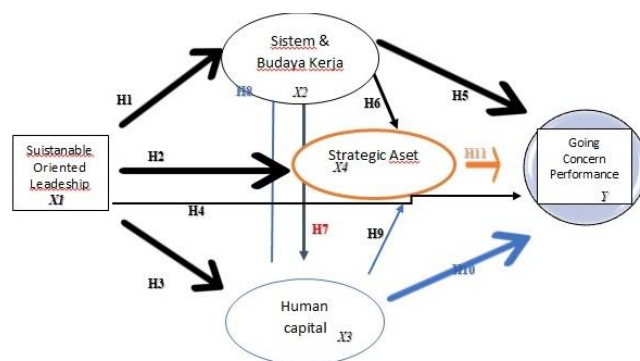 Sistem &
Budaya Kerja
X2
H1
H8
H6
H5
Suistanable
Oriented
Leadeship
X1
H2
Strategic Aset
X4
H11
Going
Concern
Performance
Y
H4
H7
H9
H3
H10
Human
capital
X3